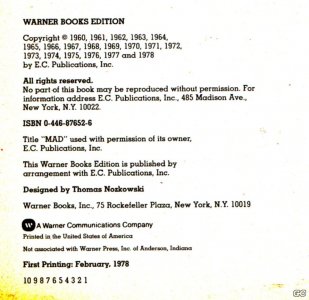 WARNER BOOKS EDITION
Copyright © 1960, 1961, 1962, 1963, 1964,
1965, 1966, 1967, 1968, 1969, 1970, 1971, 1972,
1973, 1974, 1975, 1976, 1977 and 1978
by E.C. Publications, Inc.
All rights reserved.
No part of this book may be reproduced without permission. For
information address E.C. Publications, Inc., 485 Madison Ave.,
New York, N.Y. 10022.
ISBN 0-446-87652-6
Title "MAD" used with permission of its owner,
E.C. Publications, Inc.
This Warner Books Edition is published by
arrangement with E.C. Publications, Inc.
Designed by Thomas Nozkowski
Warner Books, Inc., 75 Rockefeller Plaza, New York, N.Y. 10019
A Warner Communications Company
Printed in the United States of America
Not associated with Warner Press, Inc. of Anderson, Indiana
First Printing: February, 1978
10 9 8 7 6 5 4 3 2 1